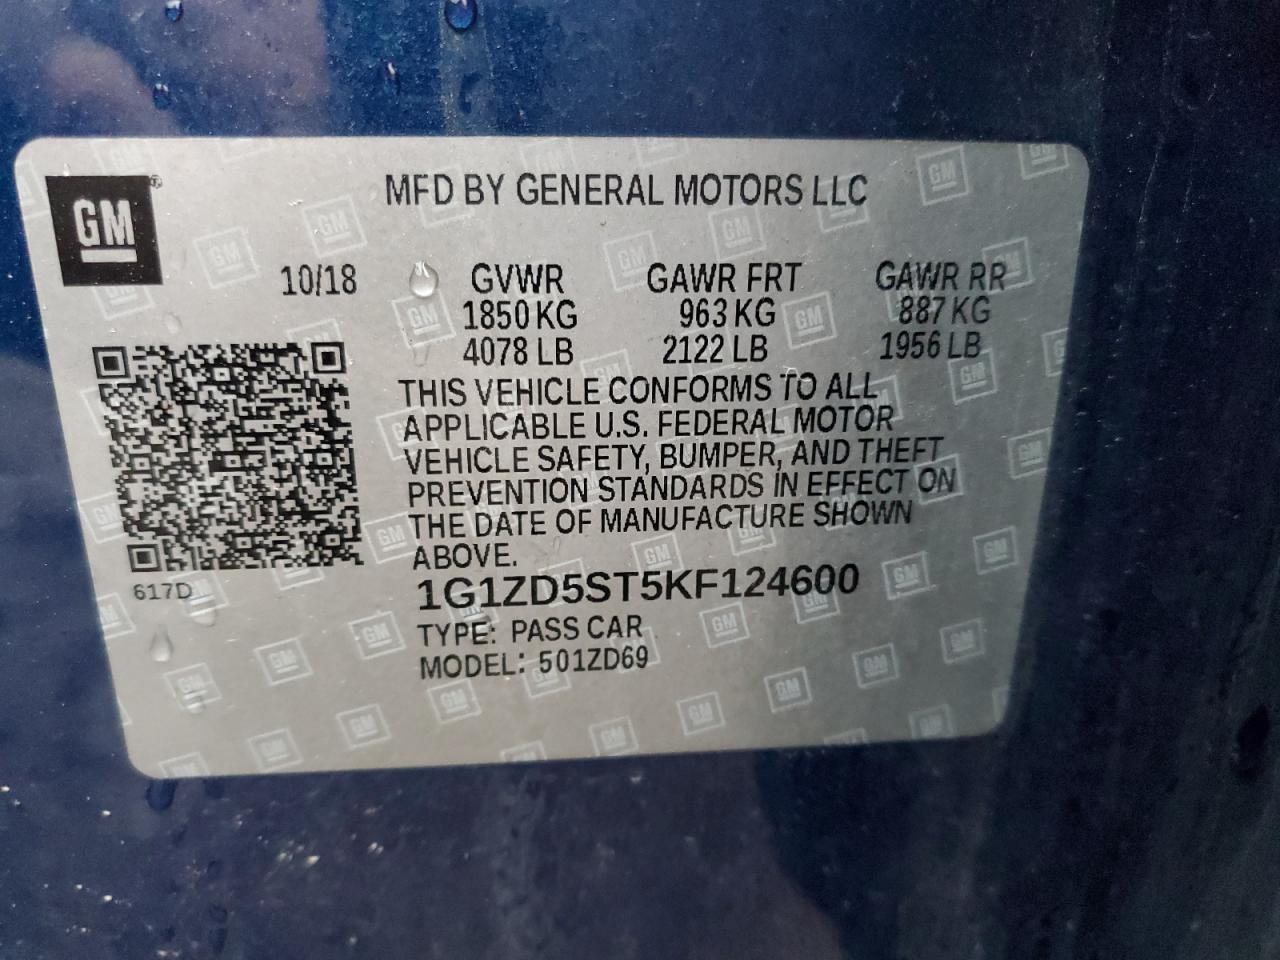 GM®
MFD BY GENERAL MOTORS LLC
10/18
GVWR GAWR FRT GAWR RR
1850 KG 963 KG 887 KG
4078 LB 2122 LB 1956 LB
THIS VEHICLE CONFORMS TO ALL
APPLICABLE U.S. FEDERAL MOTOR
VEHICLE SAFETY, BUMPER, AND THEFT
PREVENTION STANDARDS IN EFFECT ON
THE DATE OF MANUFACTURE SHOWN
ABOVE.
617D
1G1ZD5ST5KF124600
TYPE: PASS CAR
MODEL: 501ZD69